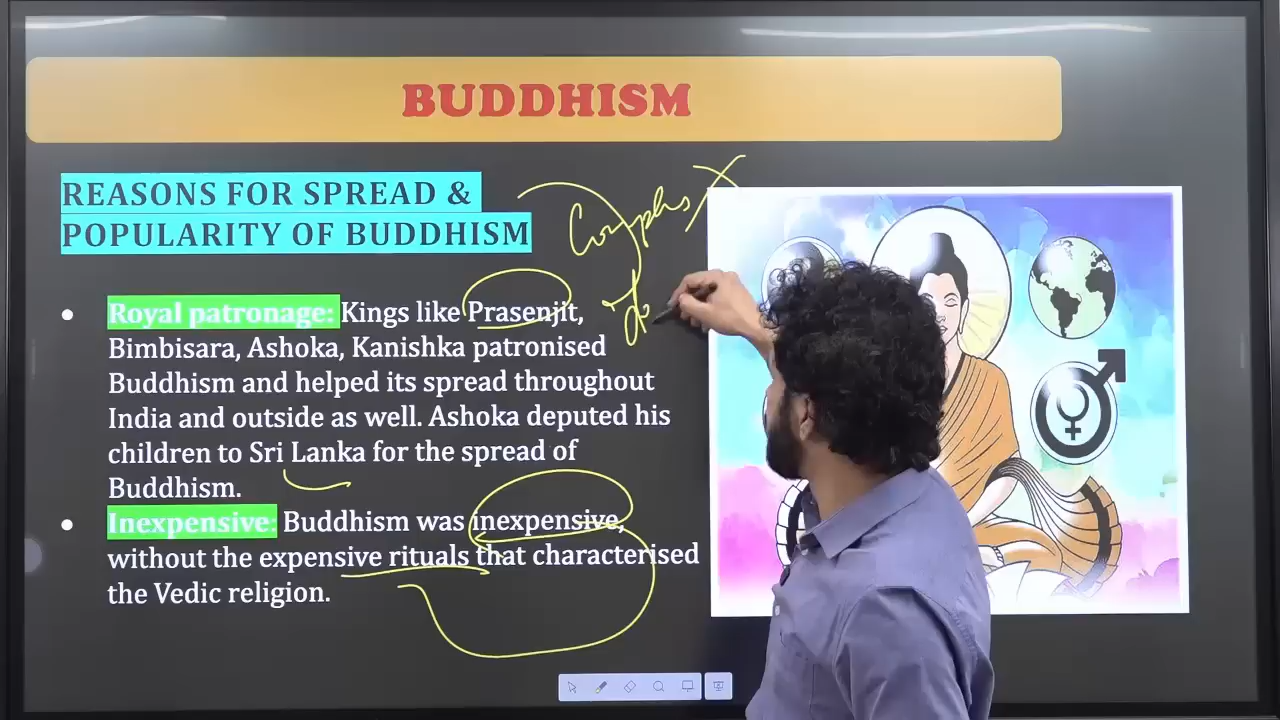 BUDDHISM
REASONS FOR SPREAD &
POPULARITY OF BUDDHISM
• Royal patronage: Kings like Prasenjit,
Bimbisara, Ashoka, Kanishka patronised
Buddhism and helped its spread throughout
India and outside as well. Ashoka deputed his
children to Sri Lanka for the spread of
Buddhism.
• Inexpensive: Buddhism was inexpensive,
without the expensive rituals that characterised
the Vedic religion.